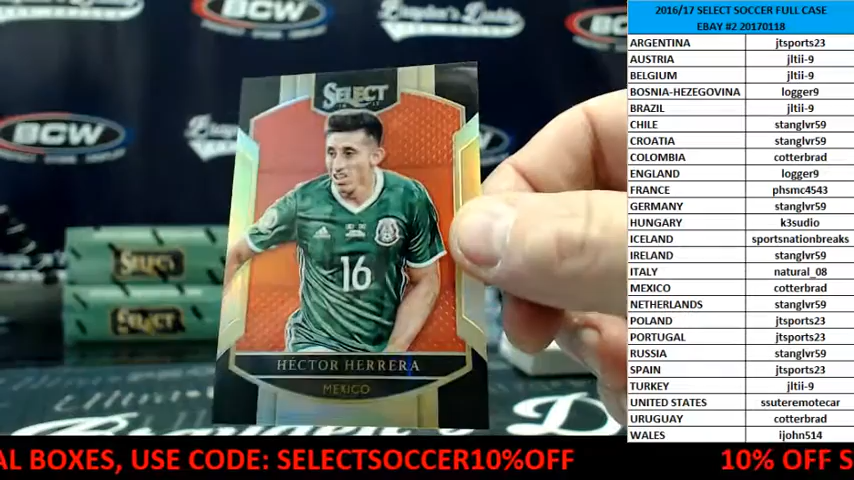 2016/17 SELECT SOCCER FULL CASE
EBAY #2 20170118
ARGENTINA jtsports23
AUSTRIA jltii-9
BELGIUM jltii-9
BOSNIA-HEZEGOVINA logger9
BRAZIL jltii-9
CHILE stanglvr59
CROATIA stanglvr59
COLOMBIA cotterbrad
ENGLAND logger9
FRANCE phsmc4543
GERMANY stanglvr59
HUNGARY k3sudio
ICELAND sportsnationbreaks
IRELAND stanglvr59
ITALY natural_08
MEXICO cotterbrad
NETHERLANDS stanglvr59
POLAND jtsports23
PORTUGAL jtsports23
RUSSIA stanglvr59
SPAIN jtsports23
TURKEY jltii-9
UNITED STATES ssuteremotecar
URUGUAY cotterbrad
WALES ijohn514
BCW
BCW
BCW
SELECT
16
HECTOR HERRERA
MEXICO
SELECT
SELECT
AL BOXES, USE CODE: SELECTSOCCER10%OFF 10% OFF S